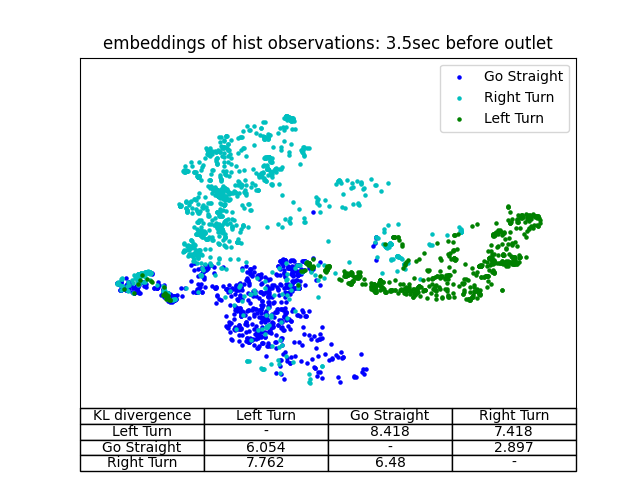 embeddings of hist observations: 3.5sec before outlet
Go Straight
Right Turn
Left Turn
KL divergence Left Turn Go Straight Right Turn
Left Turn - 8.418 7.418
Go Straight 6.054 - 2.897
Right Turn 7.762 6.48 -